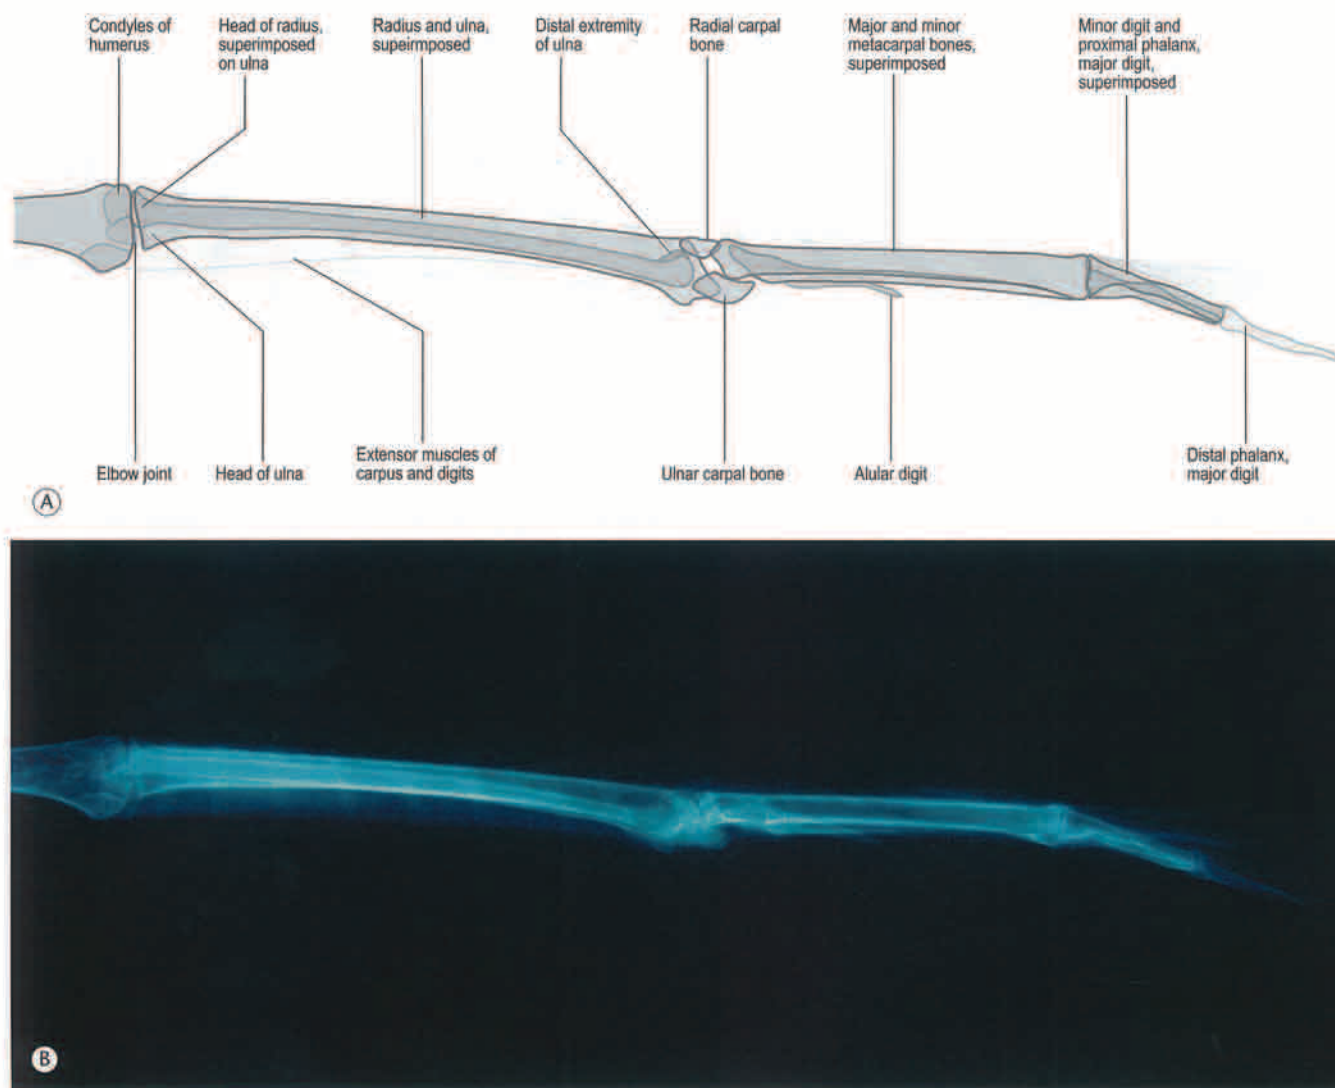 Condyles of
humerus
Head of radius,
superimposed
on ulna
Radius and ulna,
supeimposed
Distal extremity
of ulna
Radial carpal
bone
Major and minor
metacarpal bones,
superimposed
Minor digit and
proximal phalanx,
major digit,
superimposed
Elbow joint
Head of ulna
Extensor muscles of
carpus and digits
Ulnar carpal bone
Alular digit
Distal phalanx,
major digit
A
B